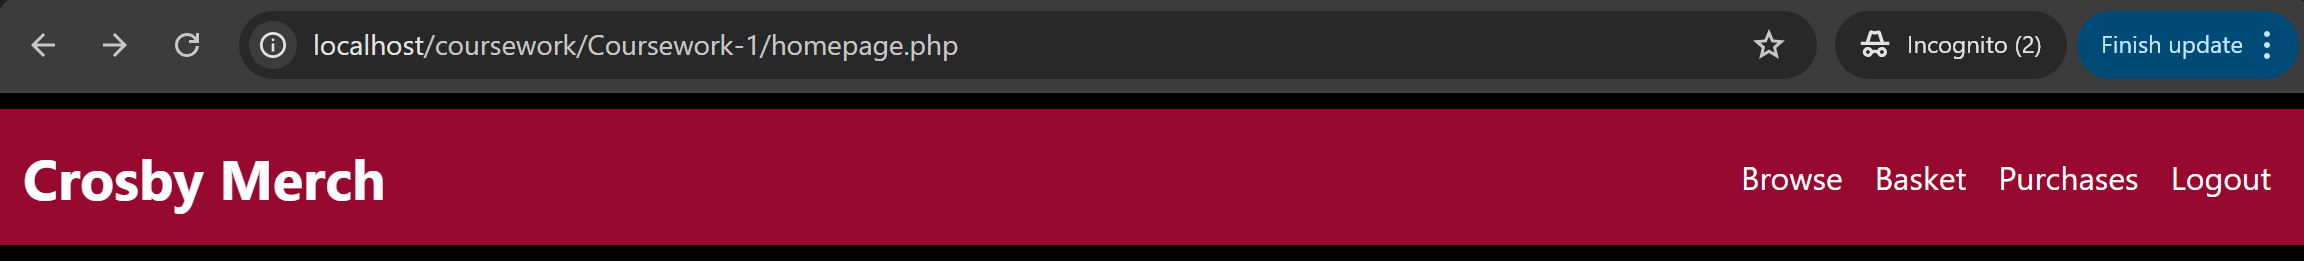 localhost/coursework/Coursework-1/homepage.php Incognito (2) Finish update
Crosby Merch Browse Basket Purchases Logout